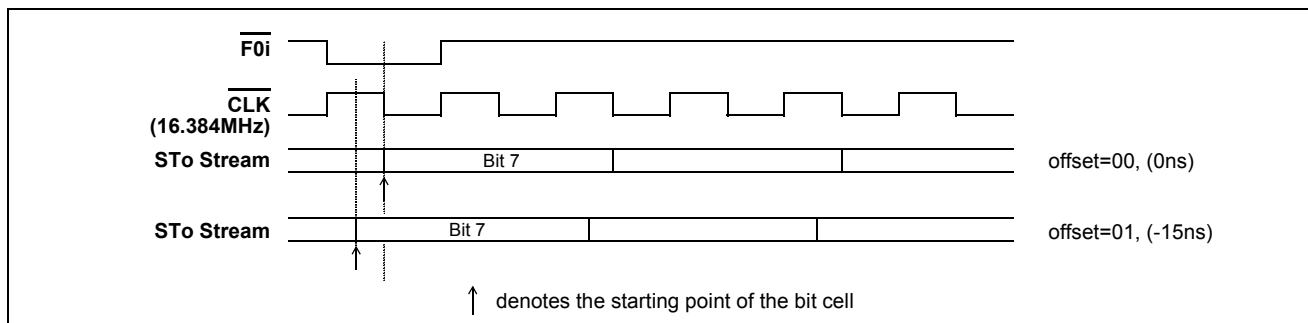 F0i
CLK
(16.384MHz)
STo Stream Bit 7 offset=00, (0ns)
STo Stream Bit 7 offset=01, (-15ns)
denotes the starting point of the bit cell